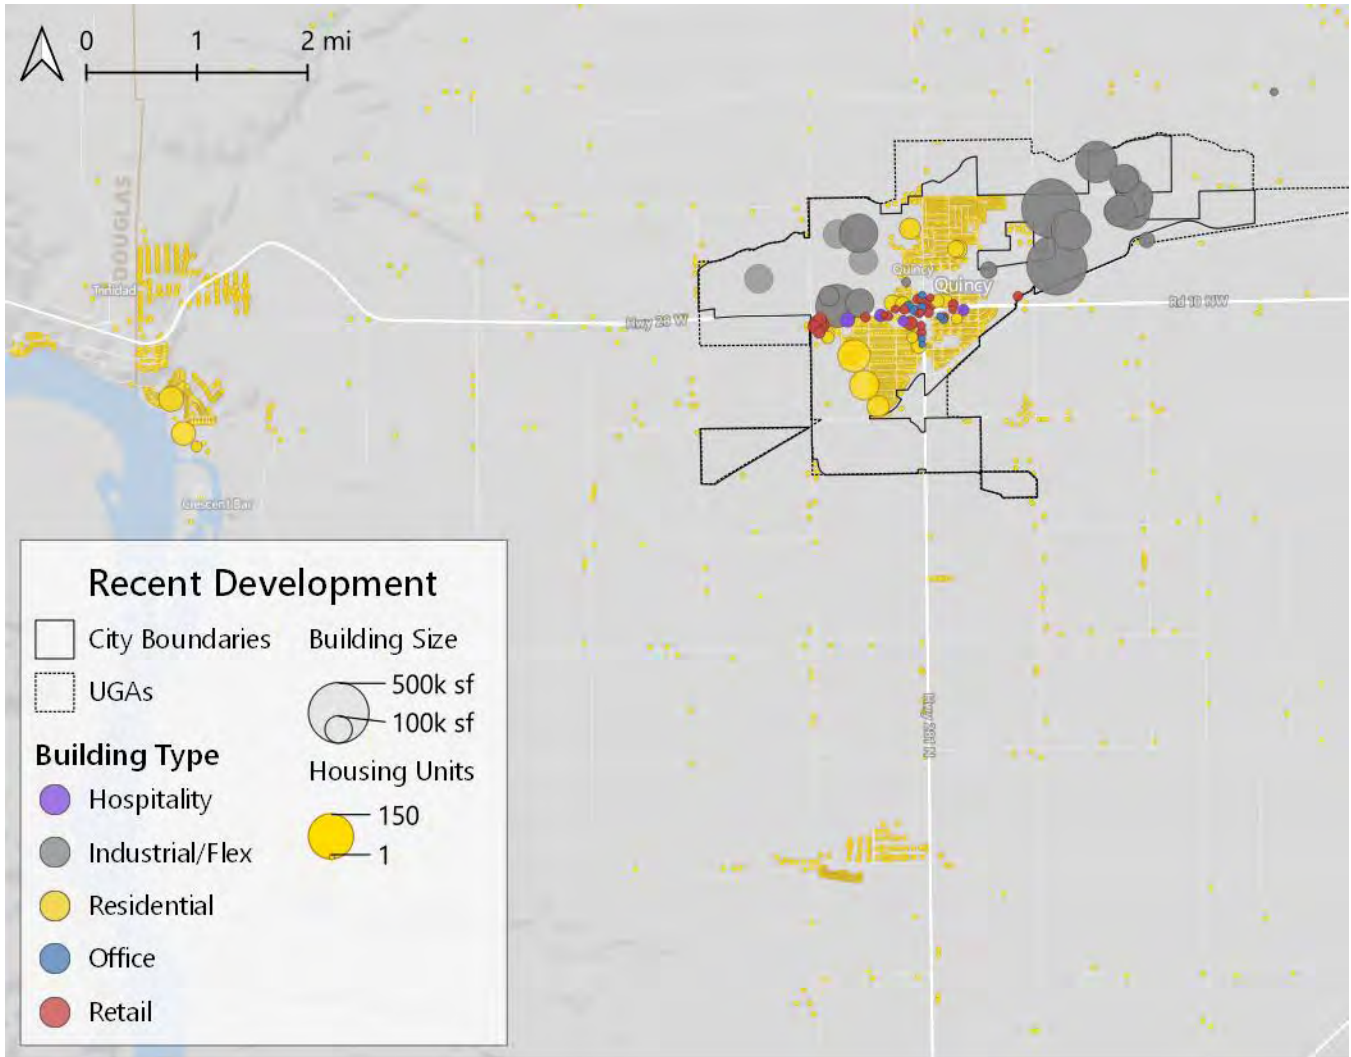 0 1 2 mi
DOUGLAS
Trinidad
Quincy
Quincy
Hwy 28 W
Rd 10 NW
Crescent Bar
Hwy 281 N
Recent Development
City Boundaries
UGAs
Building Type
Hospitality
Industrial/Flex
Residential
Office
Retail
Building Size
500k sf
100k sf
Housing Units
150
1